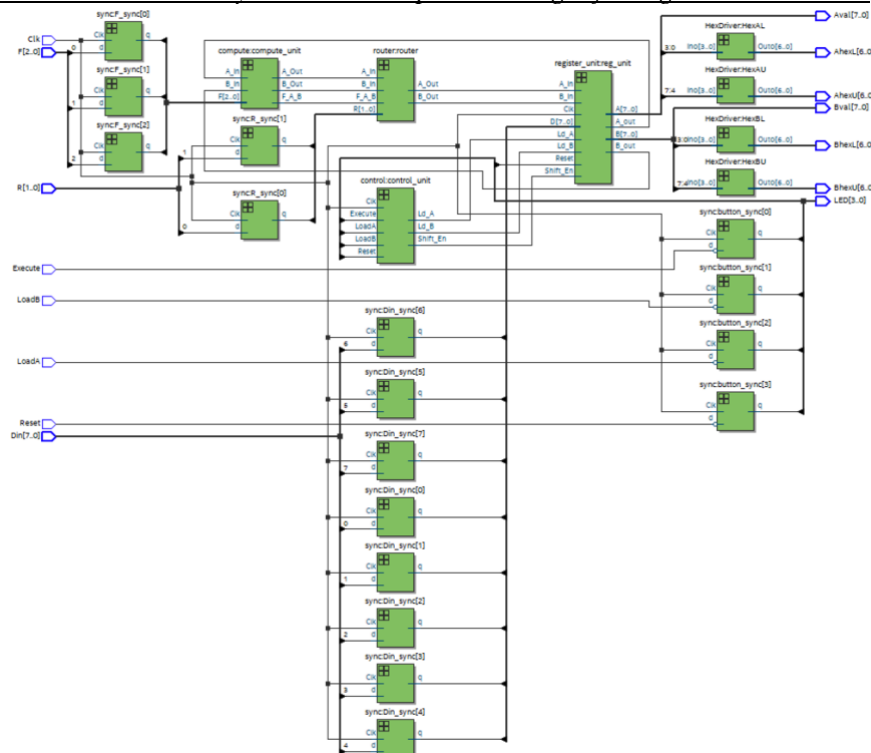 sync:F_sync[0]
Clk
d
q
sync:F_sync[1]
Clk
d
q
sync:F_sync[2]
Clk
d
q
Clk
F[2..0]
0
1
2
R[1..0]
1
0
Execute
LoadB
LoadA
Reset
Din[7..0]
compute:compute_unit
A_In
B_In
F[2..0]
A_Out
B_Out
F_A_B
sync:R_sync[1]
Clk
d
q
sync:R_sync[0]
Clk
d
q
router:router
A_In
B_In
F_A_B
R[1..0]
A_Out
B_Out
control:control_unit
Clk
Execute
LoadA
LoadB
Reset
Ld_A
Ld_B
Shift_En
register_unit:reg_unit
A_In
B_In
Clk
D[7..0]
Ld_A
Ld_B
Reset
Shift_En
A[7..0]
A_out
B[7..0]
B_out
HexDriver:HexAL
3:0
In0[3..0]
Out0[6..0]
HexDriver:HexAU
7:4
In0[3..0]
Out0[6..0]
HexDriver:HexBL
3:0
In0[3..0]
Out0[6..0]
HexDriver:HexBU
7:4
In0[3..0]
Out0[6..0]
Aval[7..0]
AhexL[6..0
AhexU[6..0
Bval[7..0]
BhexL[6..0
BhexU[6..0
LED[3..0]
sync:button_sync[0]
Clk
d
q
sync:button_sync[1]
Clk
d
q
sync:button_sync[2]
Clk
d
q
sync:button_sync[3]
Clk
d
q
sync:Din_sync[6]
Clk
6
d
q
sync:Din_sync[5]
Clk
5
d
q
sync:Din_sync[7]
Clk
7
d
q
sync:Din_sync[0]
Clk
0
d
q
sync:Din_sync[1]
Clk
1
d
q
sync:Din_sync[2]
Clk
2
d
q
sync:Din_sync[3]
Clk
3
d
q
sync:Din_sync[4]
Clk
4
d
q